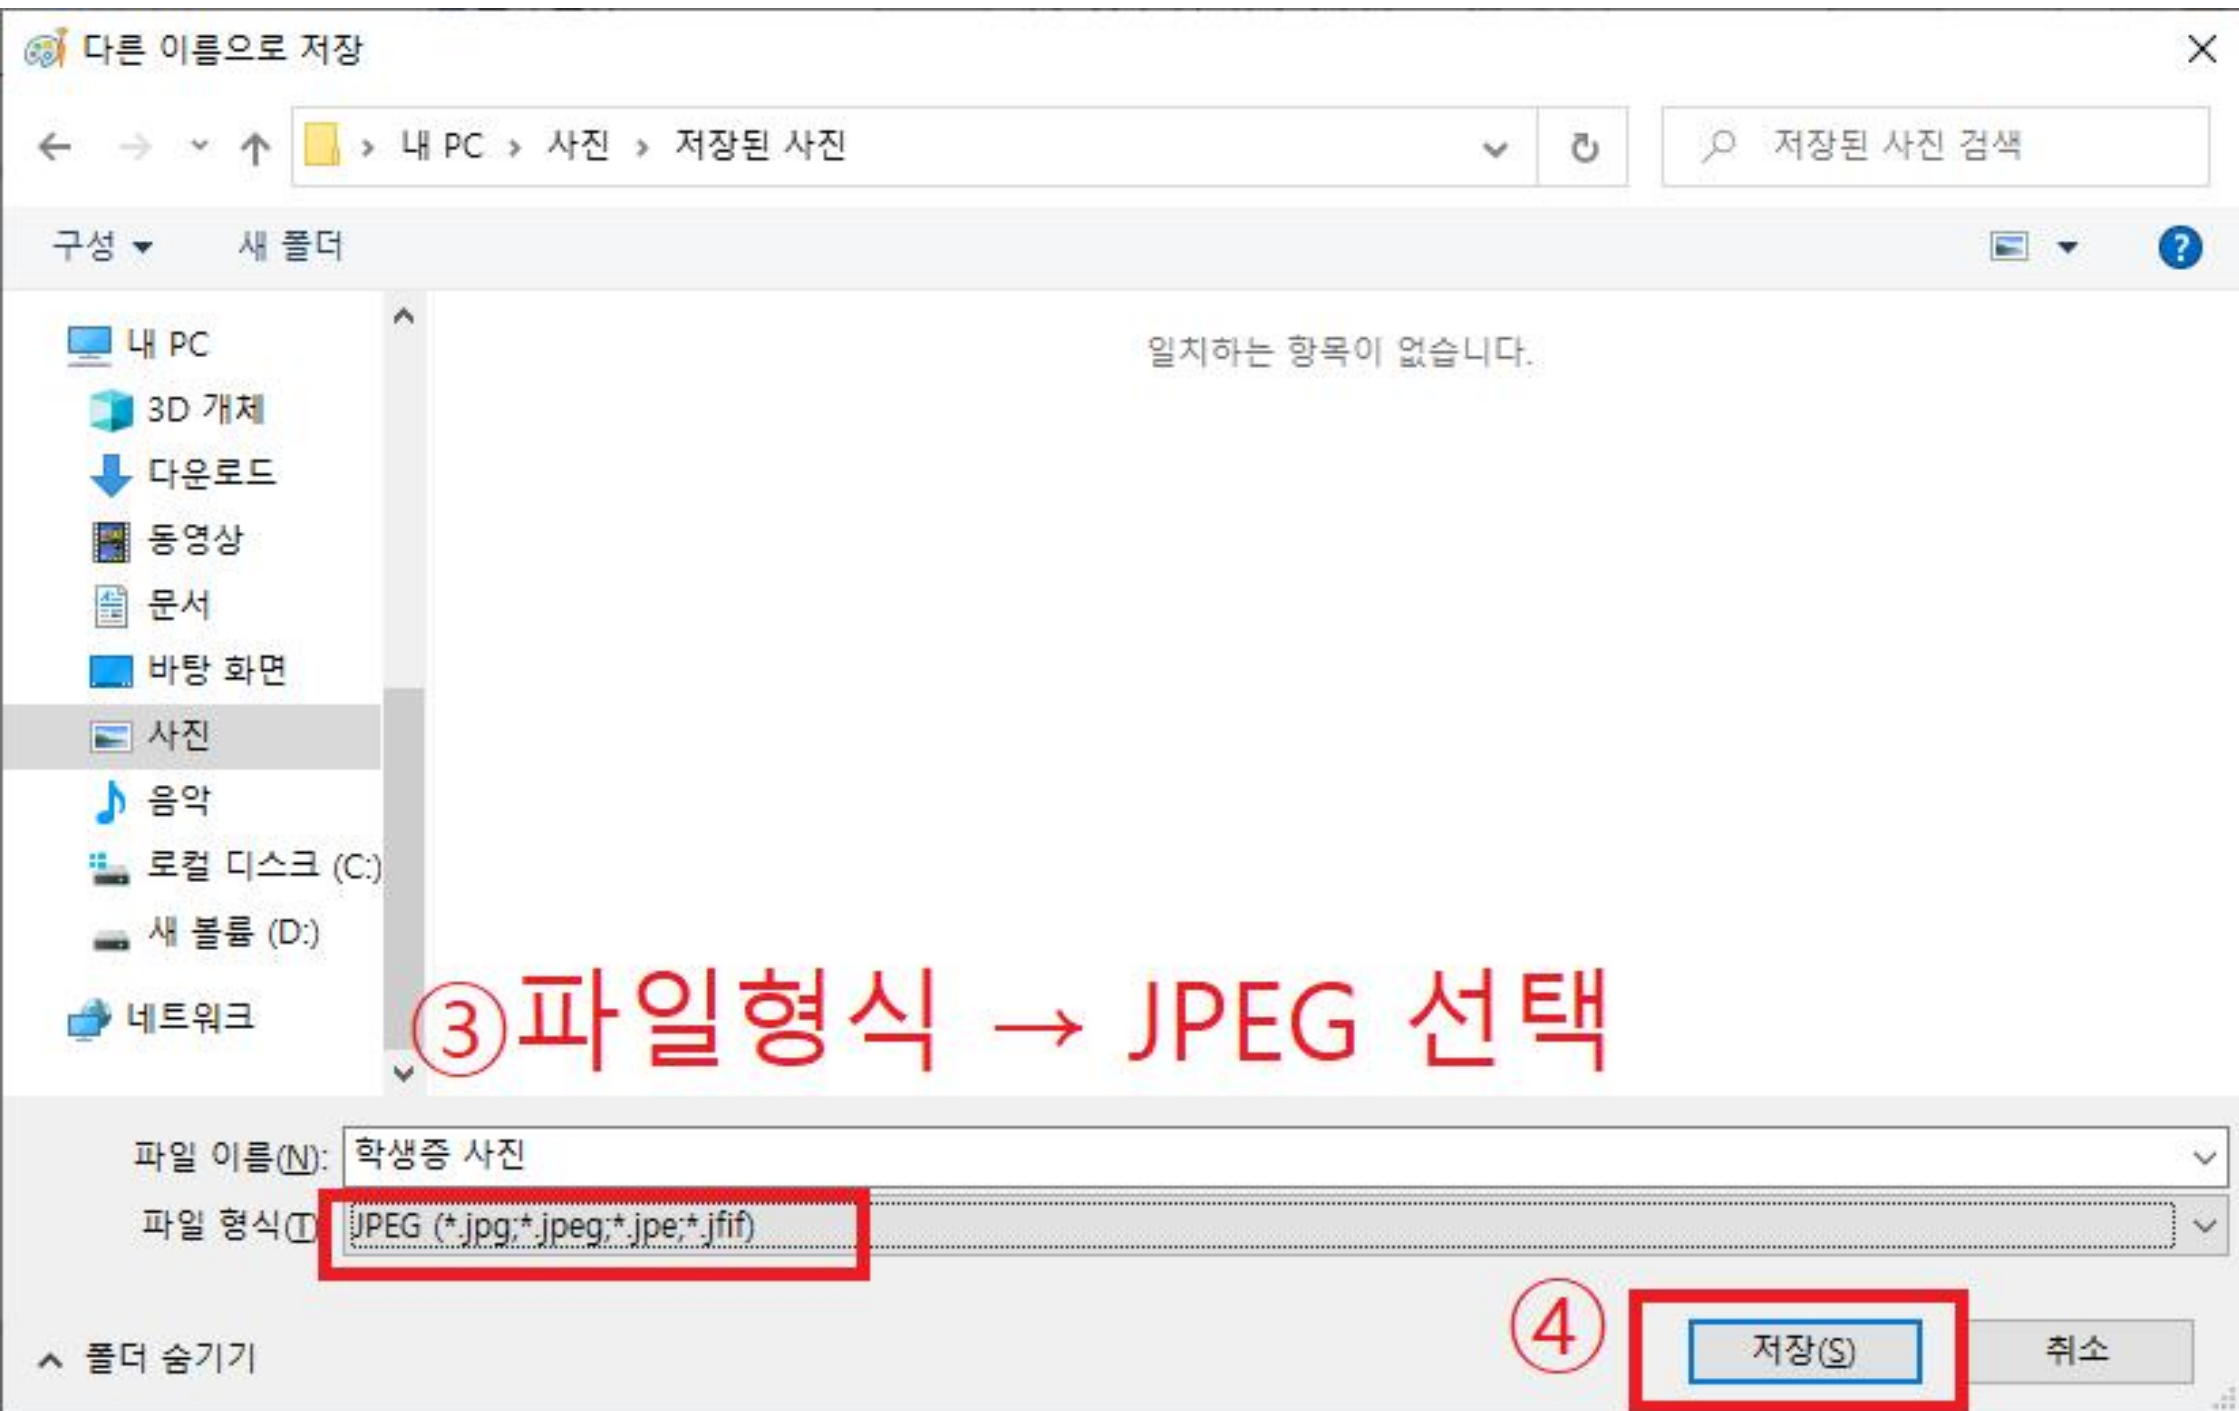 다른 이름으로 저장
내 PC > 사진 > 저장된 사진
저장된 사진 검색
구성
새 폴더
내 PC
일치하는 항목이 없습니다.
3D 개체
다운로드
동영상
문서
바탕 화면
사진
음악
로컬 디스크 (C:)
새 볼륨 (D:)
네트워크
③파일형식 → JPEG 선택
파일 이름(N): 학생증 사진
파일 형식(T) JPEG (*.jpg;*.jpeg;*.jpe;*.jfif)
④
폴더 숨기기
저장(S)
취소